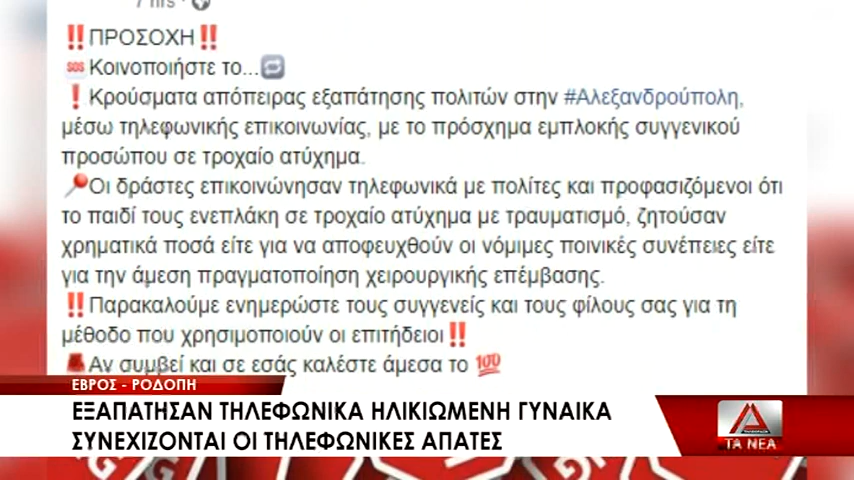 7 hrs ·
‼️ΠΡΟΣΟΧΗ‼️
🆘Κοινοποιήστε το...🔁
❗Κρούσματα απόπειρας εξαπάτησης πολιτών στην #Αλεξανδρούπολη,
μέσω τηλεφωνικής επικοινωνίας, με το πρόσχημα εμπλοκής συγγενικού
προσώπου σε τροχαίο ατύχημα.
📍Οι δράστες επικοινώνησαν τηλεφωνικά με πολίτες και προφασιζόμενοι ότι
το παιδί τους ενεπλάκη σε τροχαίο ατύχημα με τραυματισμό, ζητούσαν
χρηματικά ποσά είτε για να αποφευχθούν οι νόμιμες ποινικές συνέπειες είτε
για την άμεση πραγματοποίηση χειρουργικής επέμβασης.
‼️Παρακαλούμε ενημερώστε τους συγγενείς και τους φίλους σας για τη
μέθοδο που χρησιμοποιούν οι επιτήδειοι‼️
☎️Αν συμβεί και σε εσάς καλέστε άμεσα το 💯
ΕΒΡΟΣ - ΡΟΔΟΠΗ
ΕΞΑΠΑΤΗΣΑΝ ΤΗΛΕΦΩΝΙΚΑ ΗΛΙΚΙΩΜΕΝΗ ΓΥΝΑΙΚΑ
ΣΥΝΕΧΙΖΟΝΤΑΙ ΟΙ ΤΗΛΕΦΩΝΙΚΕΣ ΑΠΑΤΕΣ
ΤΑ ΝΕΑ